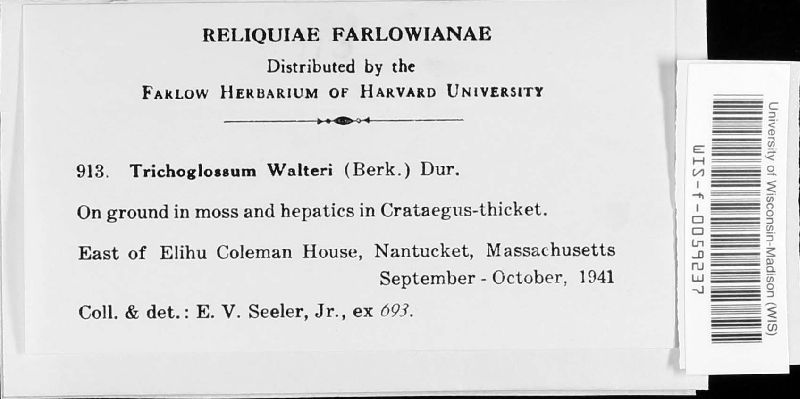 RELIQUIAE FARLOWIANAE
Distributed by the
FARLOW HERBARIUM OF HARVARD UNIVERSITY
913. Trichoglossum Walteri (Berk.) Dur.
On ground in moss and hepatics in Crataegus-thicket.
East of Elihu Coleman House, Nantucket, Massachusetts
September - October, 1941
Coll. & det.: E. V. Seeler, Jr., ex 693.
University of Wisconsin-Madison (WIS)
WIS-f-0059237